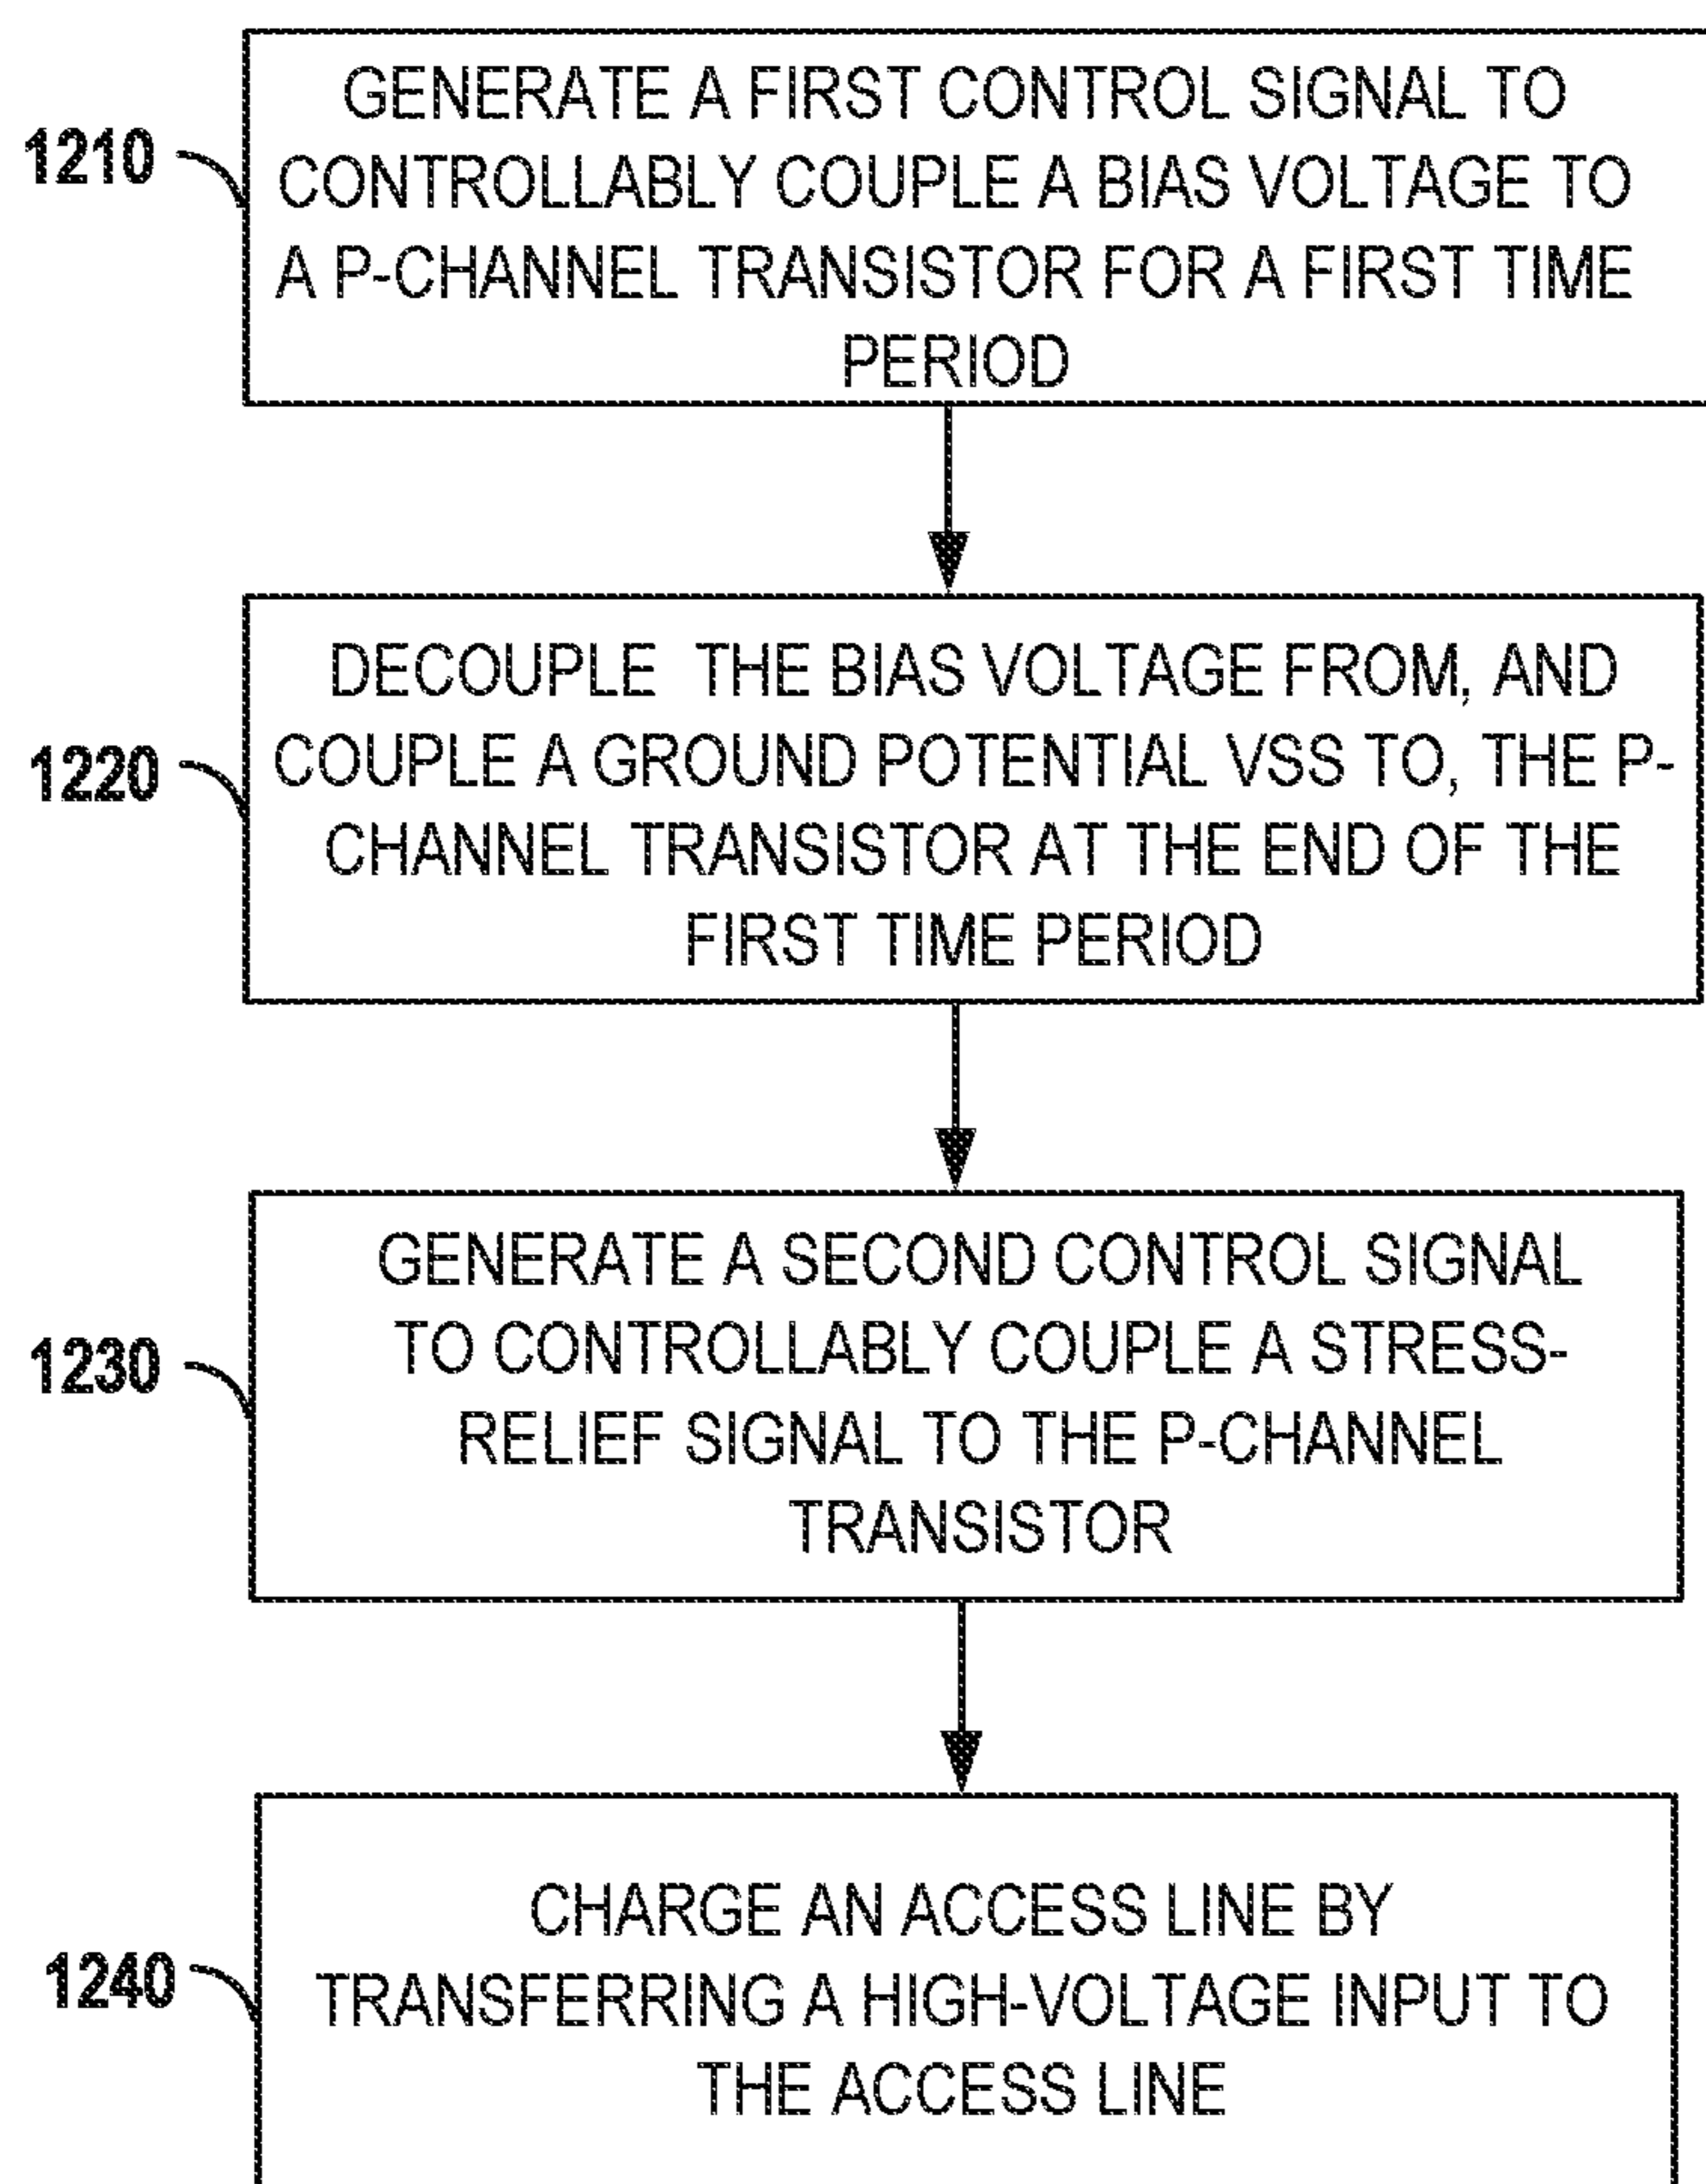 1210
GENERATE A FIRST CONTROL SIGNAL TO
CONTROLLABLY COUPLE A BIAS VOLTAGE TO
A P-CHANNEL TRANSISTOR FOR A FIRST TIME
PERIOD
1220
DECOUPLE THE BIAS VOLTAGE FROM, AND
COUPLE A GROUND POTENTIAL VSS TO, THE P-
CHANNEL TRANSISTOR AT THE END OF THE
FIRST TIME PERIOD
1230
GENERATE A SECOND CONTROL SIGNAL
TO CONTROLLABLY COUPLE A STRESS-
RELIEF SIGNAL TO THE P-CHANNEL
TRANSISTOR
1240
CHARGE AN ACCESS LINE BY
TRANSFERRING A HIGH-VOLTAGE INPUT TO
THE ACCESS LINE